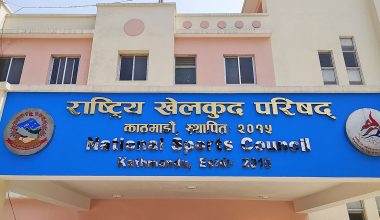 राष्ट्रिय खेलकुद परिषद्
काठमाडौं, स्थापित २०१५
National Sports Council
Kathmandu, Estd: 2015